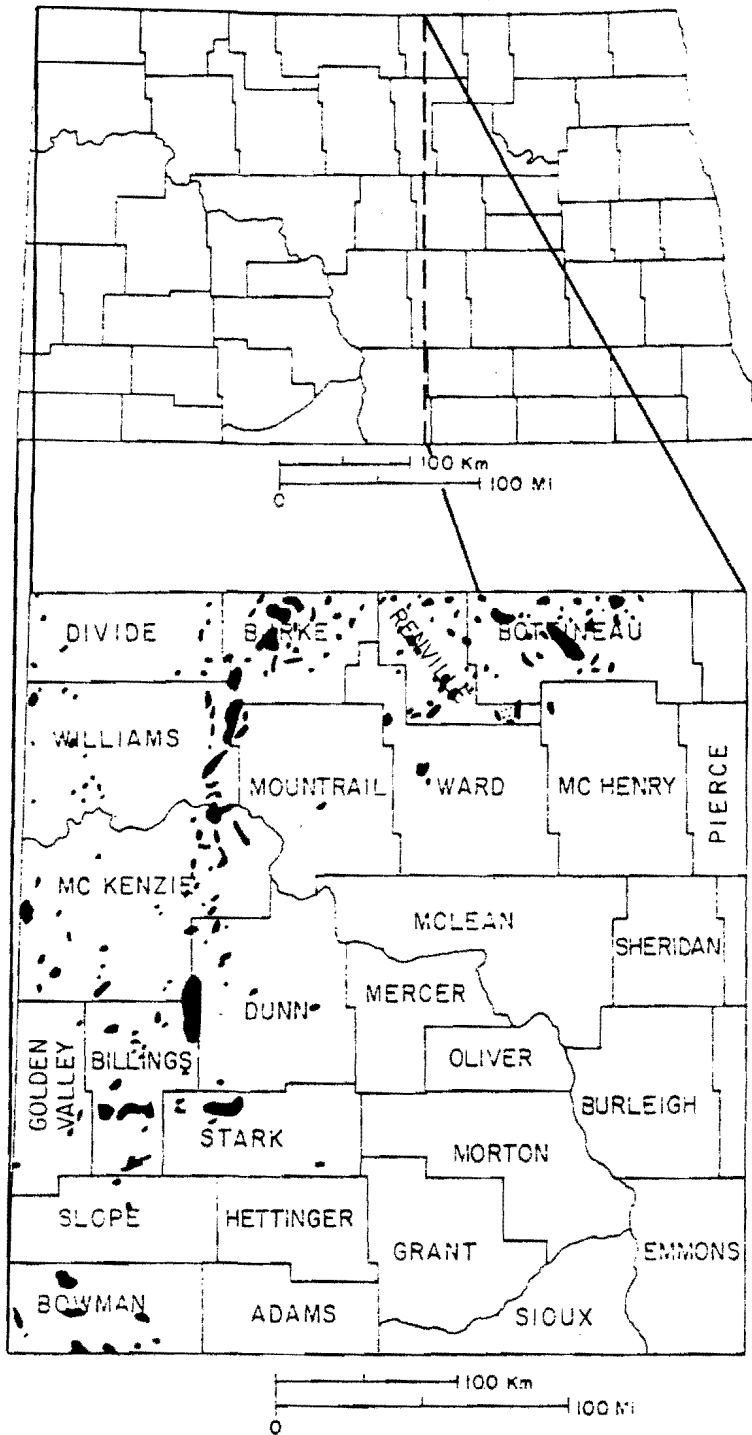 100 Km
100 MI
0
DIVIDE
BURKE
RENVILLE
BOTTINEAU
WILLIAMS
MOUNTRAIL
WARD
MC HENRY
PIERCE
MC KENZIE
MCLEAN
SHERIDAN
DUNN
MERCER
GOLDEN
VALLEY
BILLINGS
OLIVER
BURLEIGH
STARK
MORTON
SLOPE
HETTINGER
GRANT
EMMONS
BOWMAN
ADAMS
SIOUX
100 Km
100 MI
0